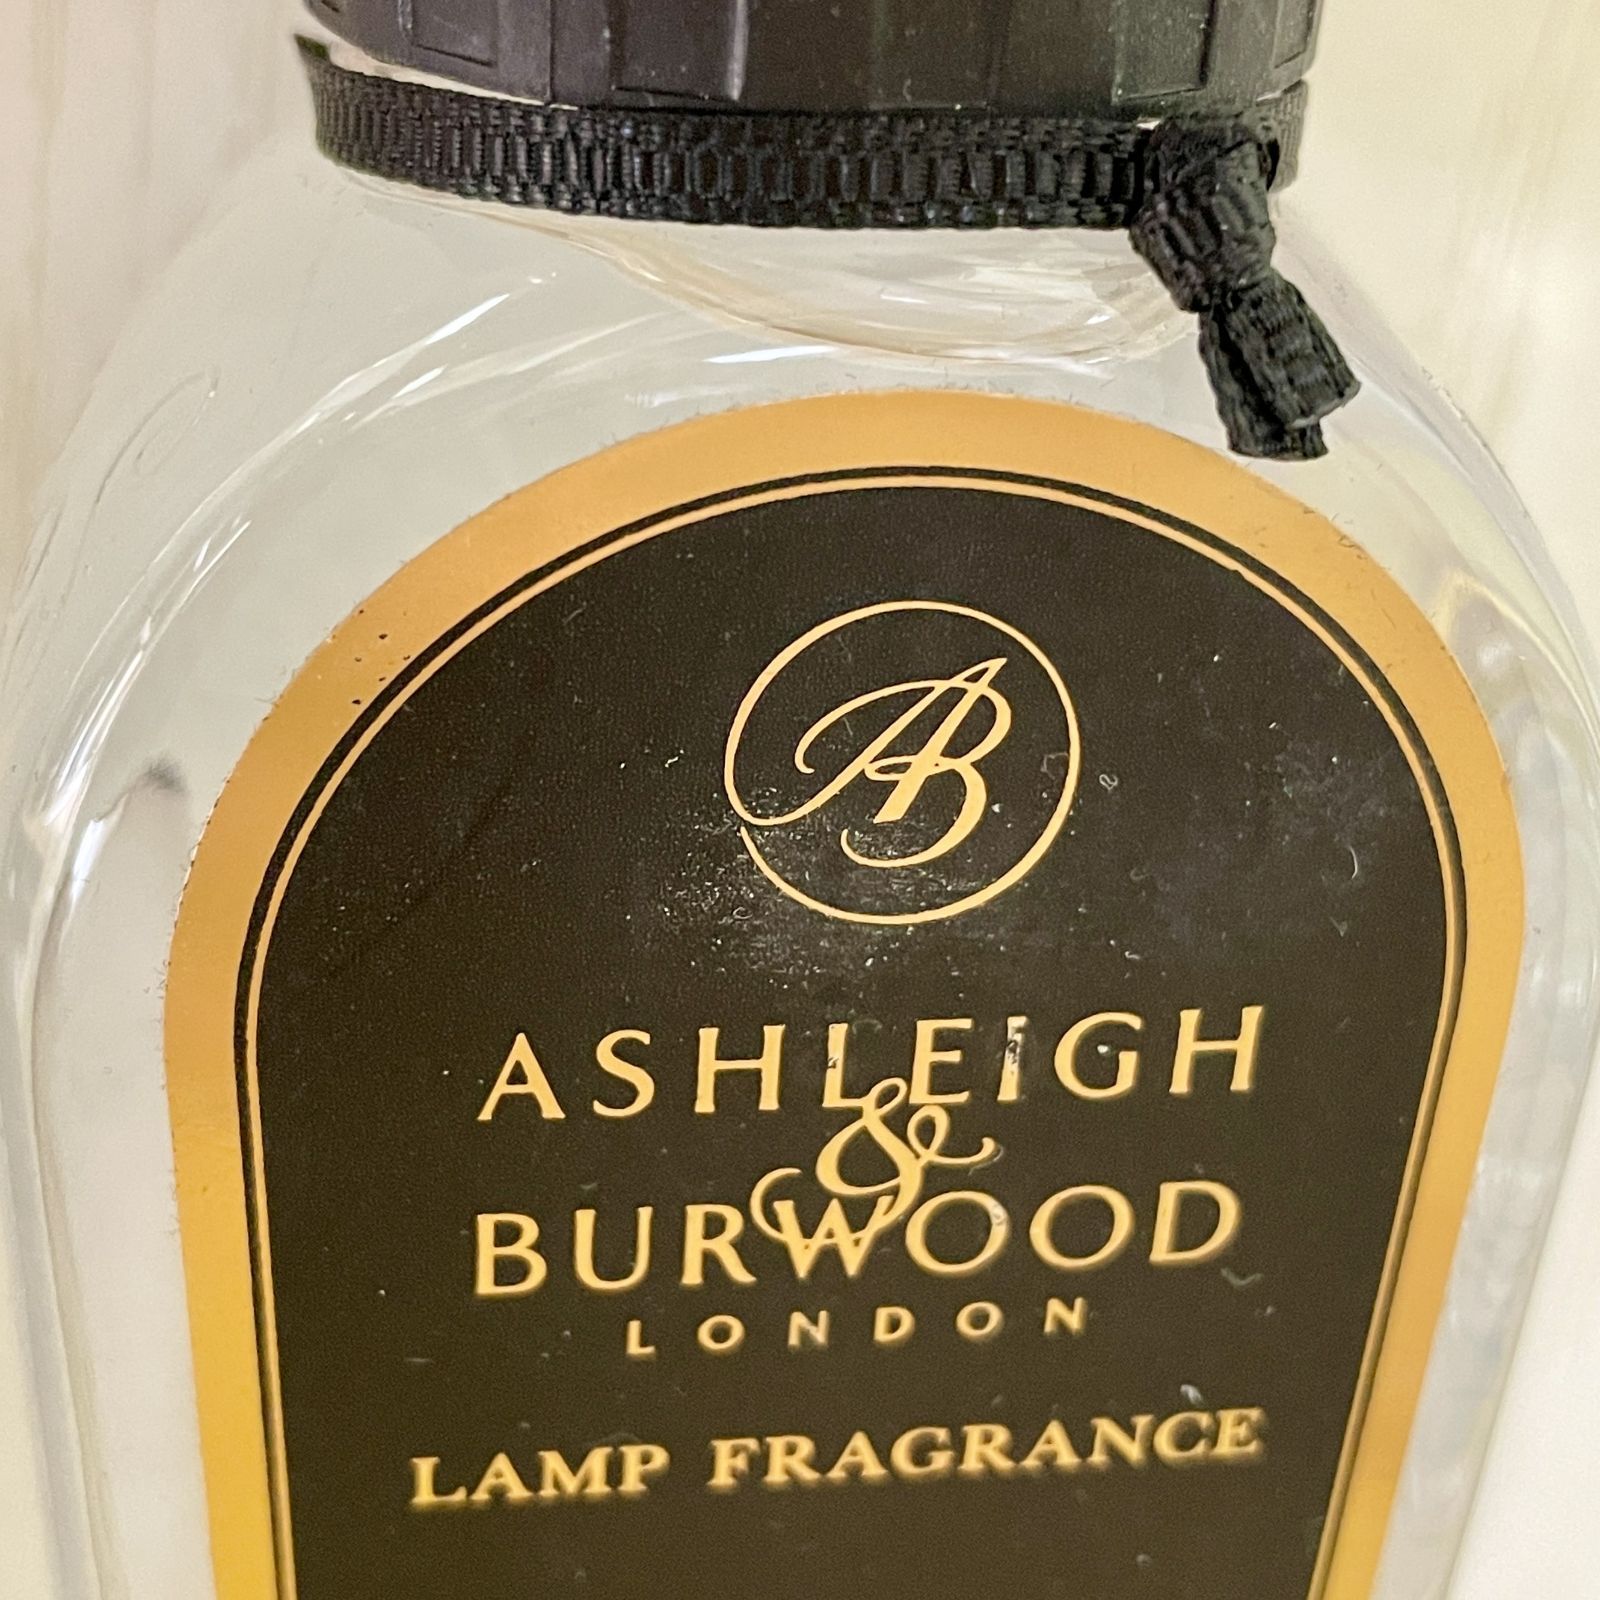 AB
ASHLEIGH
&
BURWOOD
LONDON
LAMP FRAGRANCE